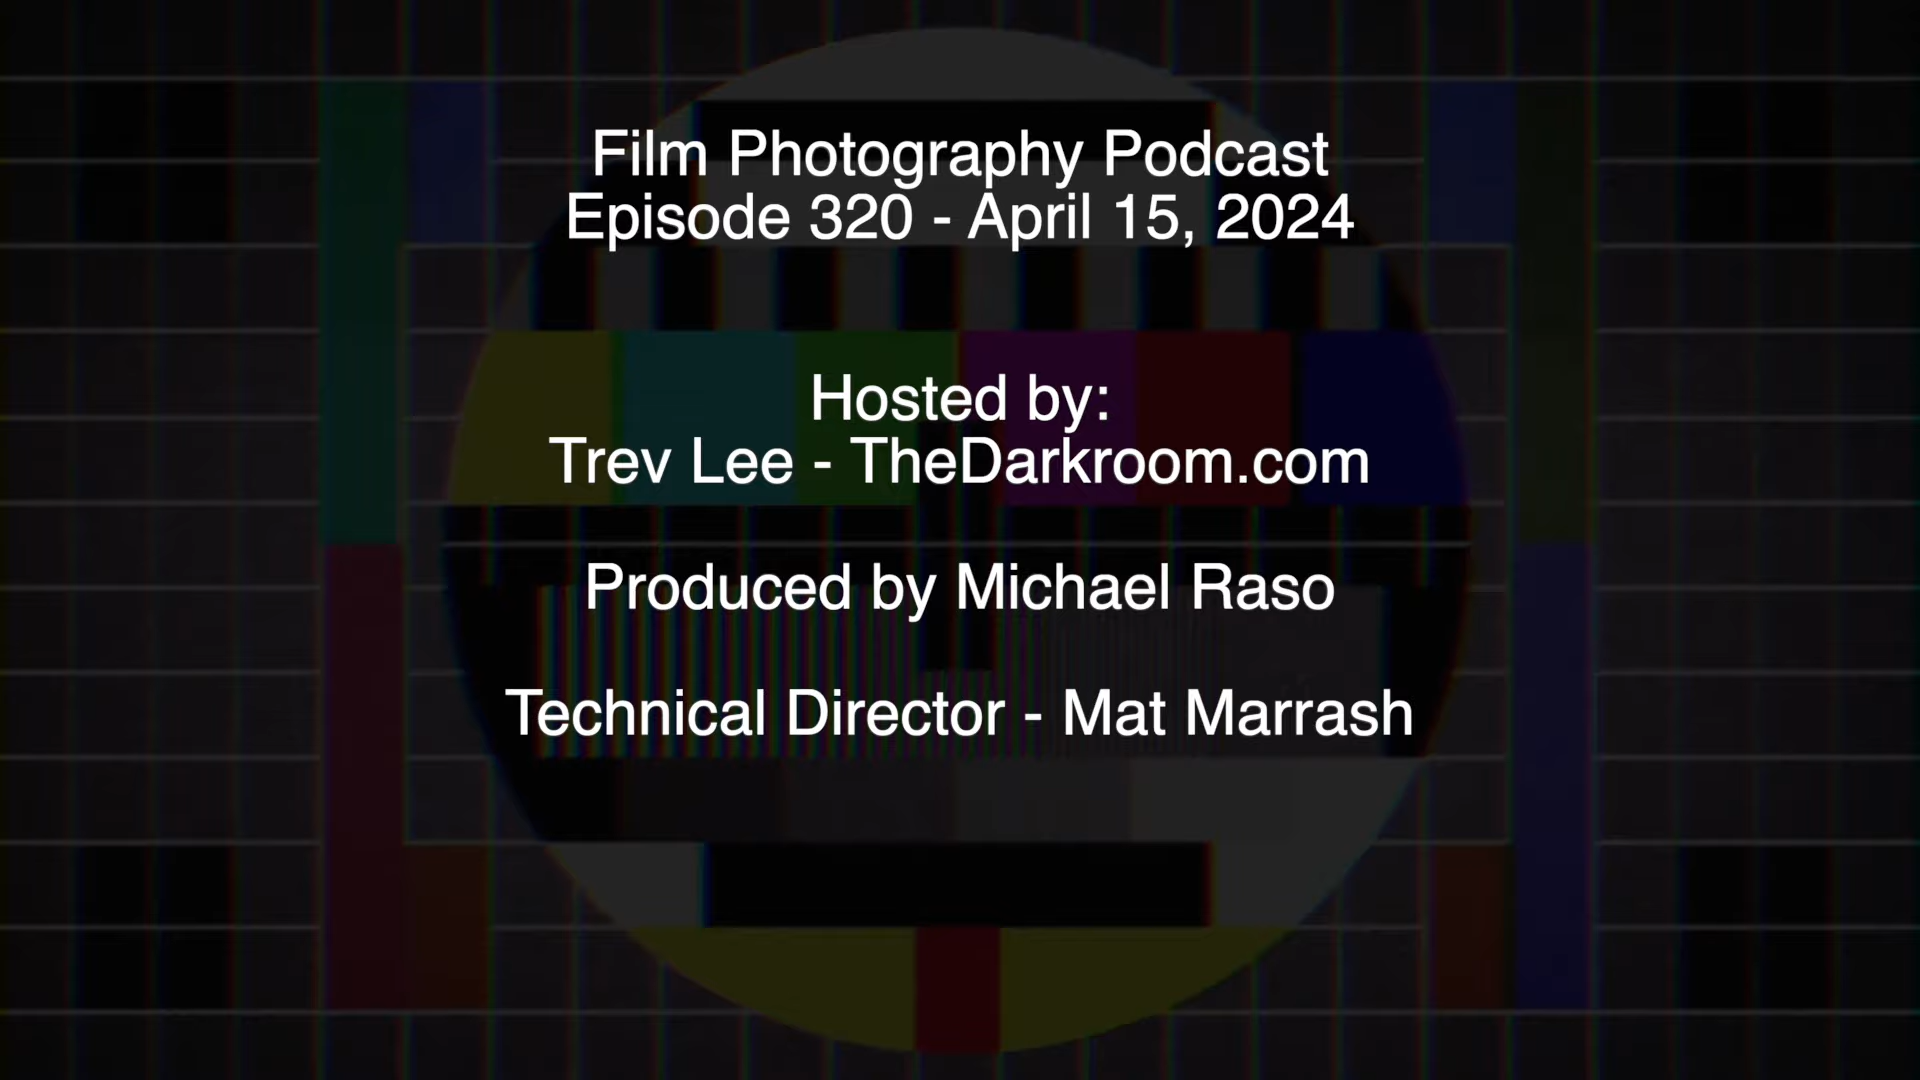 Film Photography Podcast
Episode 320 - April 15, 2024
Hosted by:
Trev Lee - TheDarkroom.com
Produced by Michael Raso
Technical Director - Mat Marrash